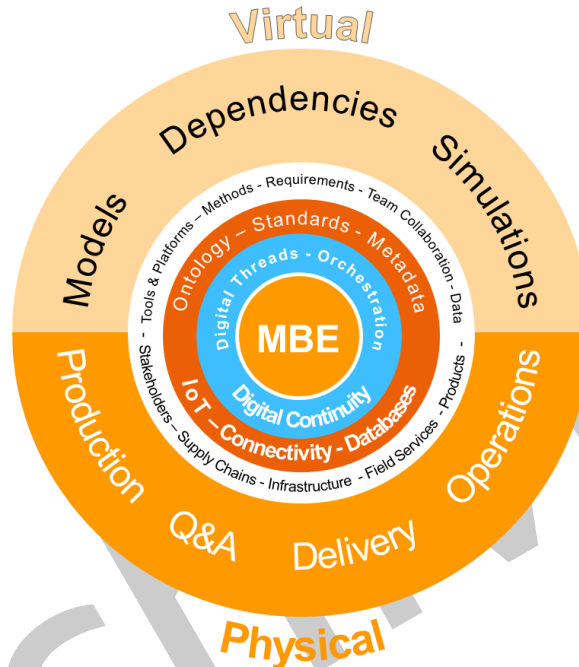 Virtual
Models
Dependencies
Simulations
- Tools & Platforms – Methods - Requirements - Team Collaboration - Data
Ontology – Standards - Metadata
Digital Threads - Orchestration
MBE
Digital Continuity
IoT – Connectivity - Databases
Stakeholders – Supply Chains - Infrastructure - Field Services - Products -
Production
Q&A
Delivery
Operations
Physical